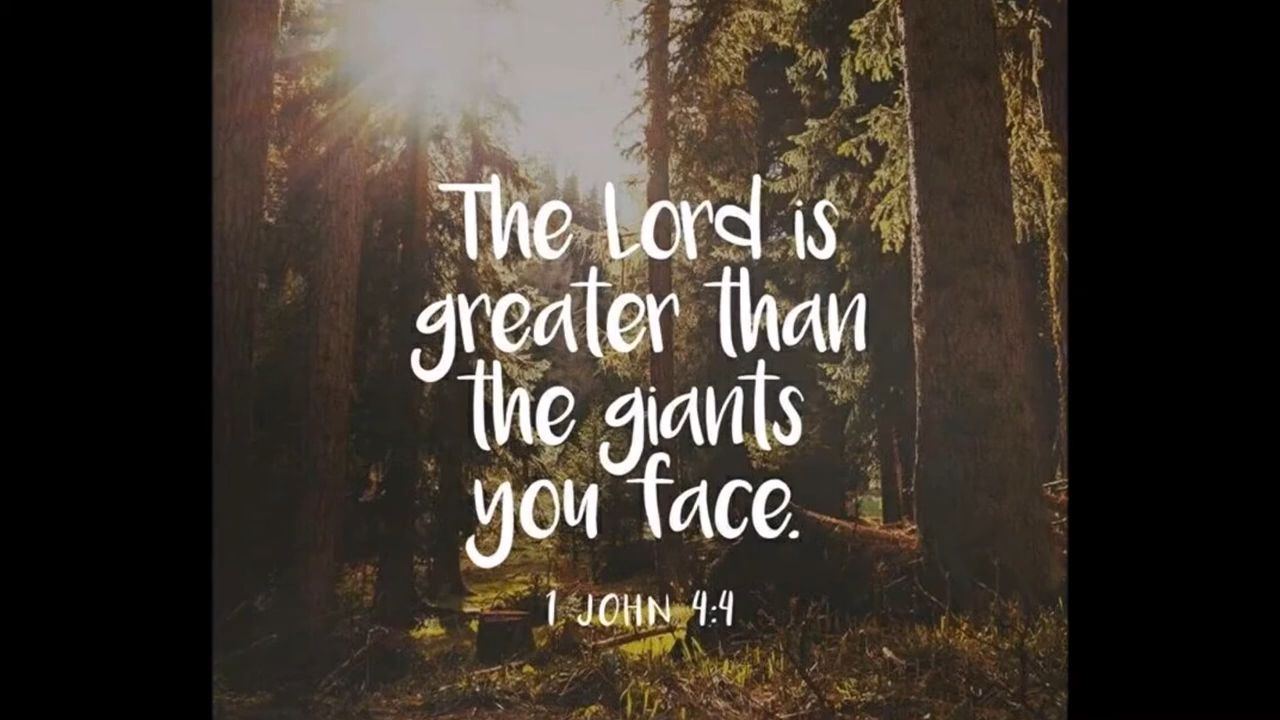 The Lord is
greater than
the giants
you face.
1 JOHN 4:4